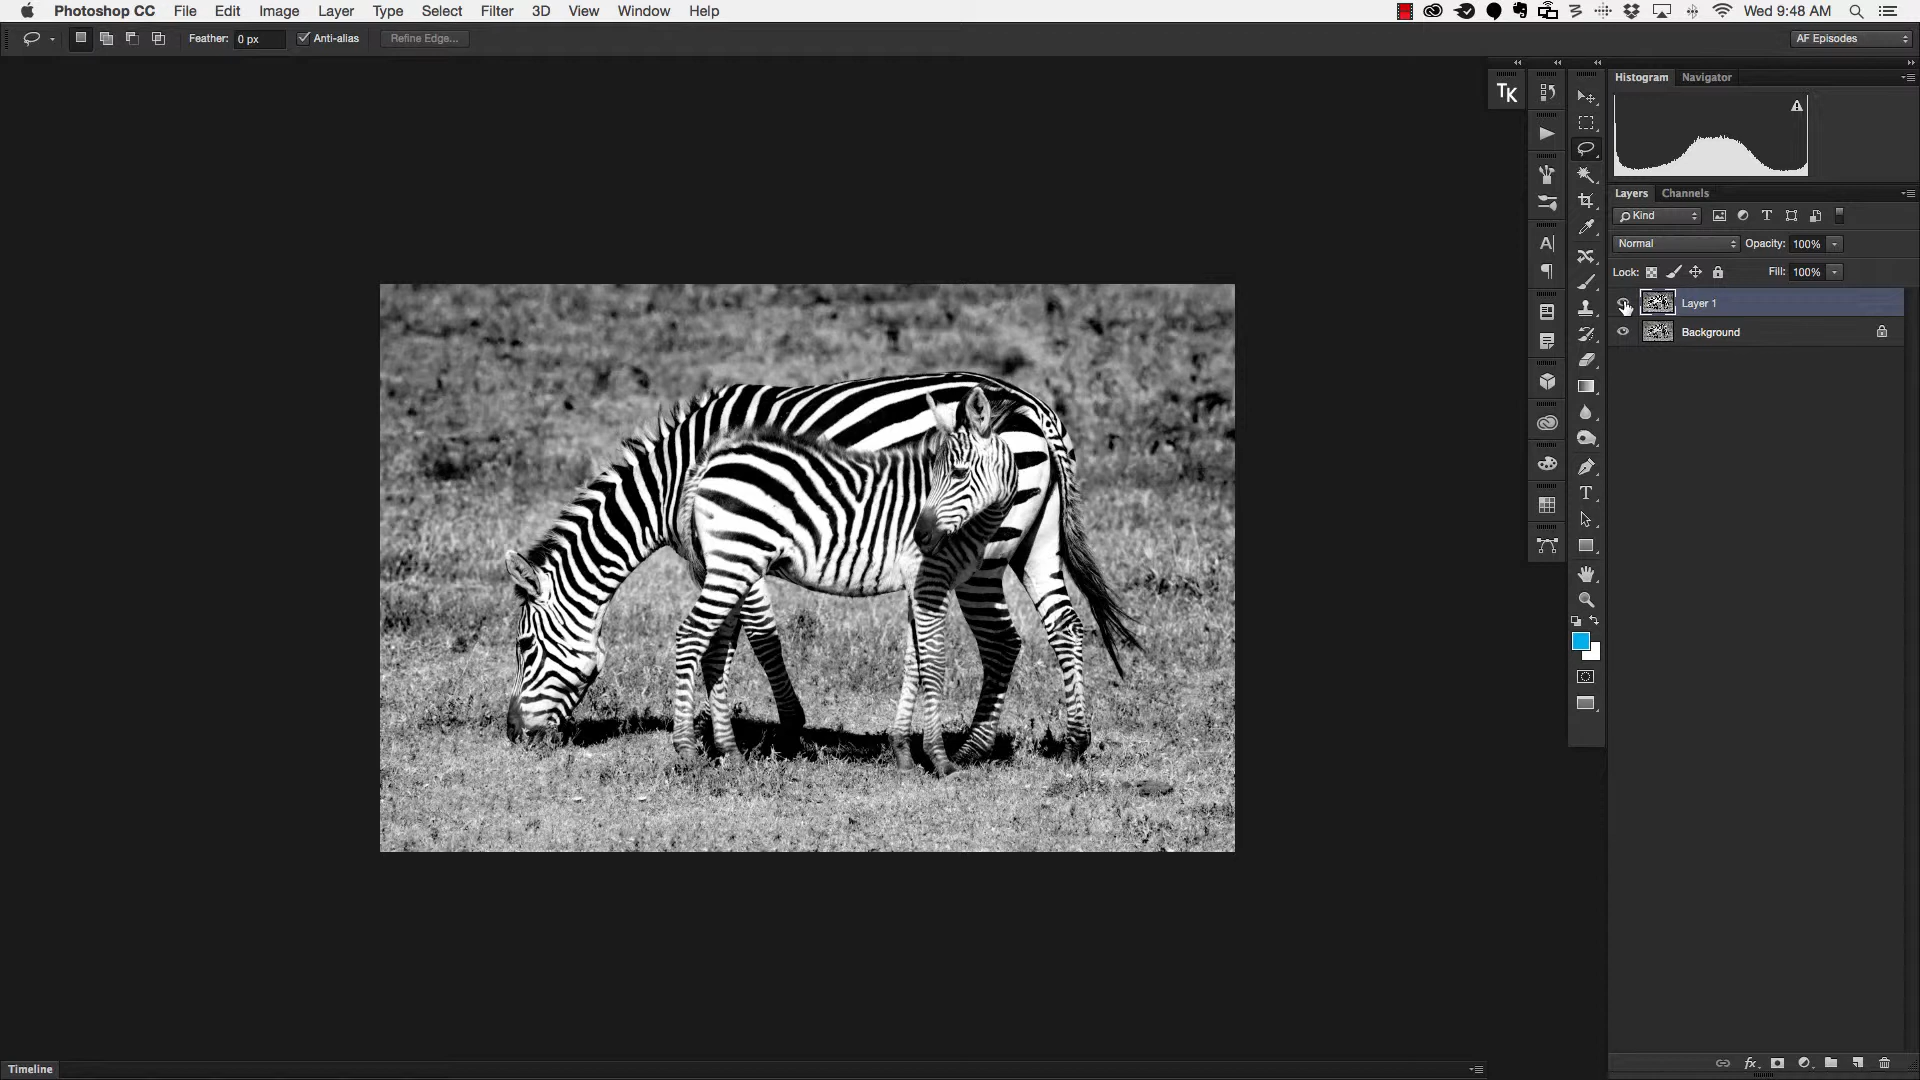 Photoshop CC File Edit Image Layer Type Select Filter 3D View Window Help Wed 9:48 AM
Feather: 0 px Anti-alias Refine Edge... AF Episodes
Histogram Navigator
TK
Layers Channels
Kind
Normal Opacity: 100%
Lock: Fill: 100%
Layer 1
Background
Timeline